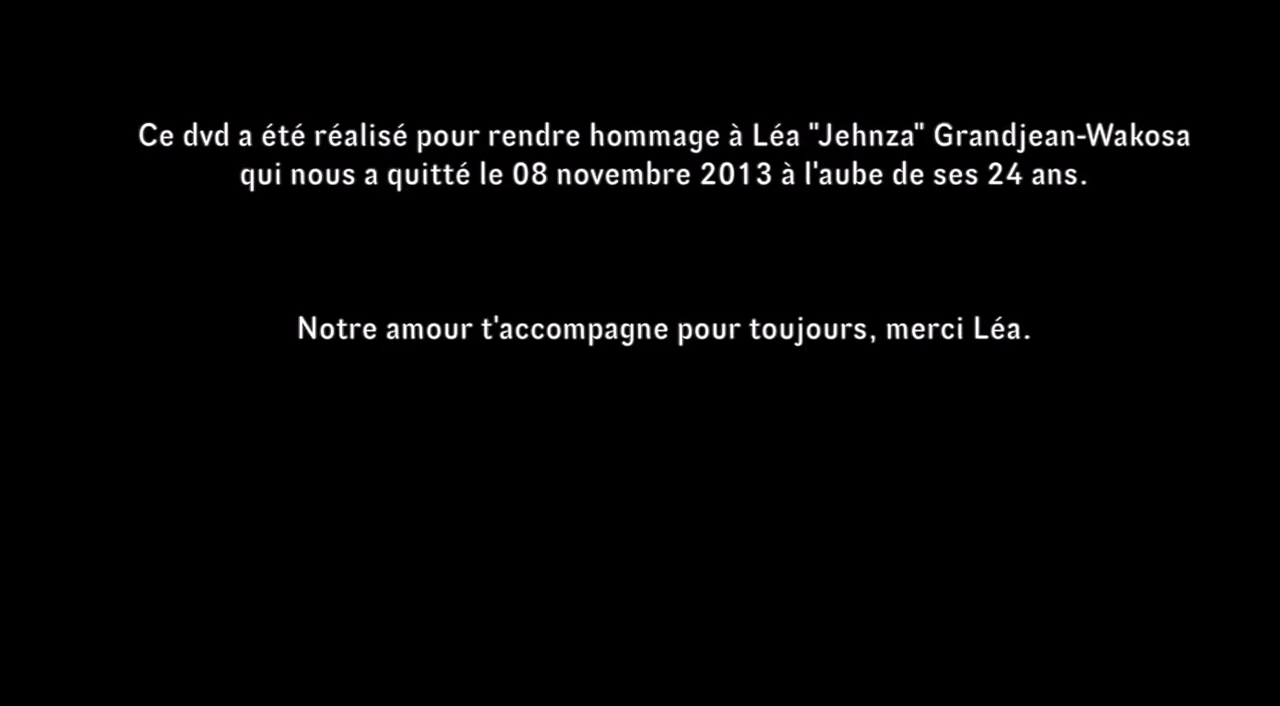 Ce dvd a été réalisé pour rendre hommage à Léa "Jehnza" Grandjean-Wakosa
qui nous a quitté le 08 novembre 2013 à l'aube de ses 24 ans.
Notre amour t'accompagne pour toujours, merci Léa.